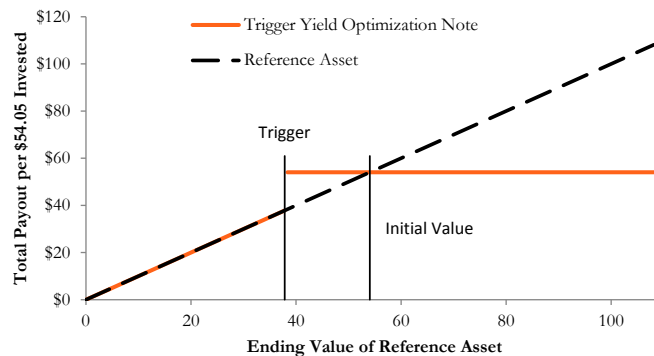 $120
$100
$80
$60
$40
$20
$0
Total Payout per $54.05 Invested
Trigger Yield Optimization Note
Reference Asset
Trigger
Initial Value
0
20
40
60
80
100
Ending Value of Reference Asset